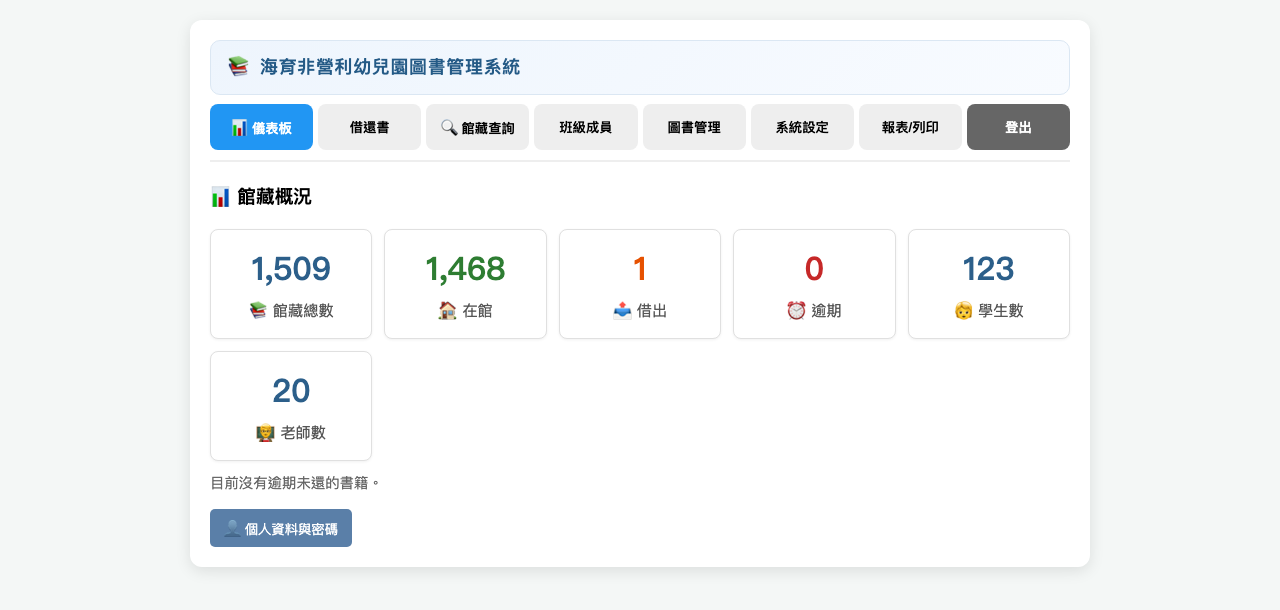 海育非營利幼兒園圖書管理系統
儀表板 借還書 館藏查詢 班級成員 圖書管理 系統設定 報表/列印 登出
館藏概況
1,509 1,468 1 0 123
館藏總數 在館 借出 逾期 學生數
20
老師數
目前沒有逾期未還的書籍。
個人資料與密碼